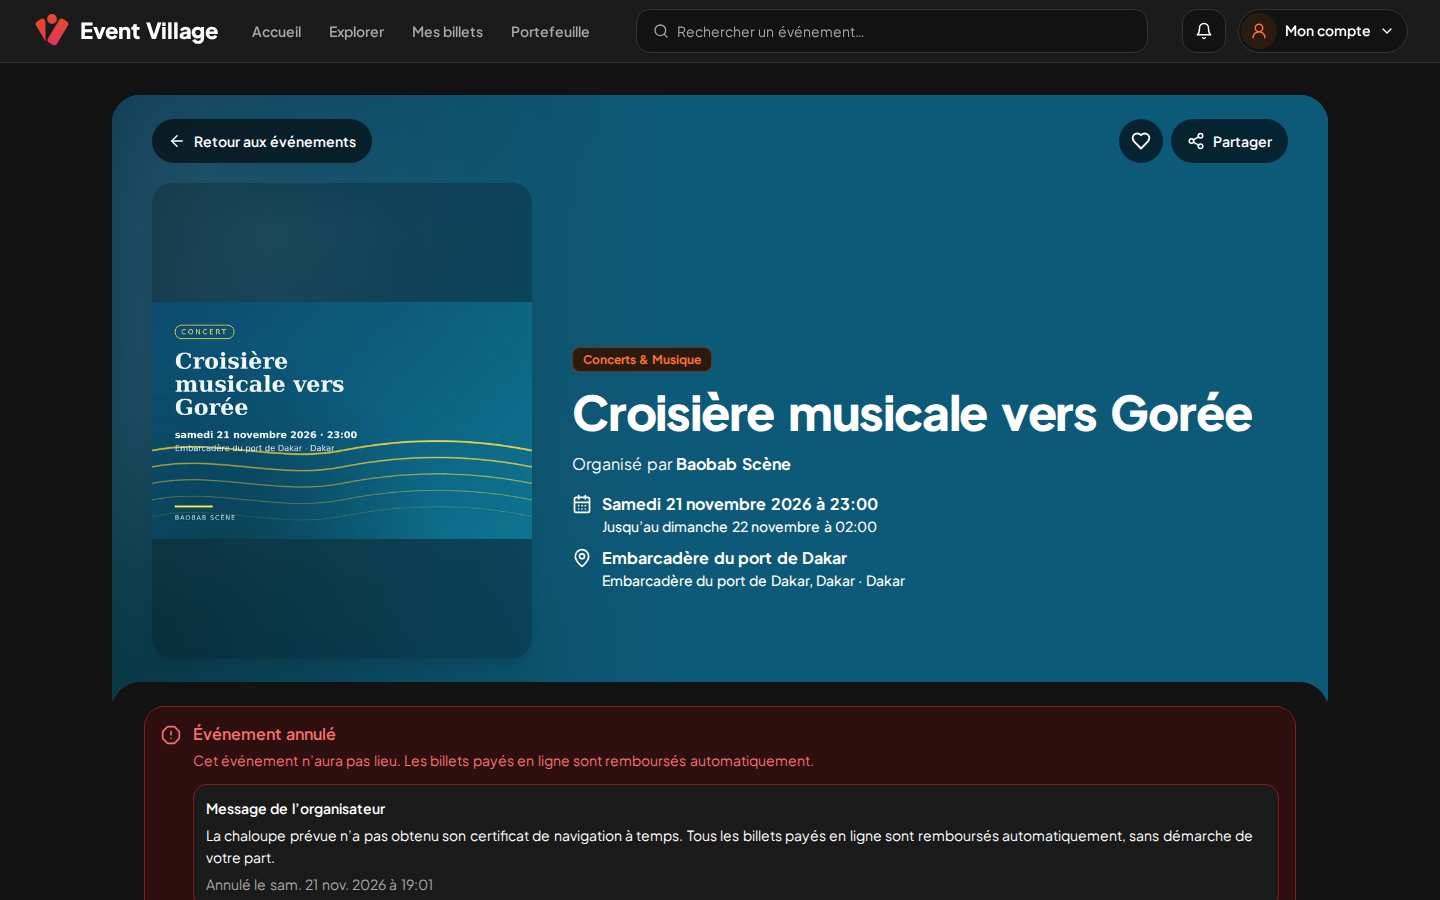 Event Village
Accueil
Explorer
Mes billets
Portefeuille
Rechercher un événement…
Mon compte
Retour aux événements
Partager
CONCERT
Croisière
musicale vers
Gorée
samedi 21 novembre 2026 · 23:00
Embarcadère du port de Dakar · Dakar
BAOBAB SCÈNE
Concerts & Musique
Croisière musicale vers Gorée
Organisé par Baobab Scène
Samedi 21 novembre 2026 à 23:00
Jusqu’au dimanche 22 novembre à 02:00
Embarcadère du port de Dakar
Embarcadère du port de Dakar, Dakar · Dakar
Événement annulé
Cet événement n’aura pas lieu. Les billets payés en ligne sont remboursés automatiquement.
Message de l’organisateur
La chaloupe prévue n’a pas obtenu son certificat de navigation à temps. Tous les billets payés en ligne sont remboursés automatiquement, sans démarche de
votre part.
Annulé le sam. 21 nov. 2026 à 19:01